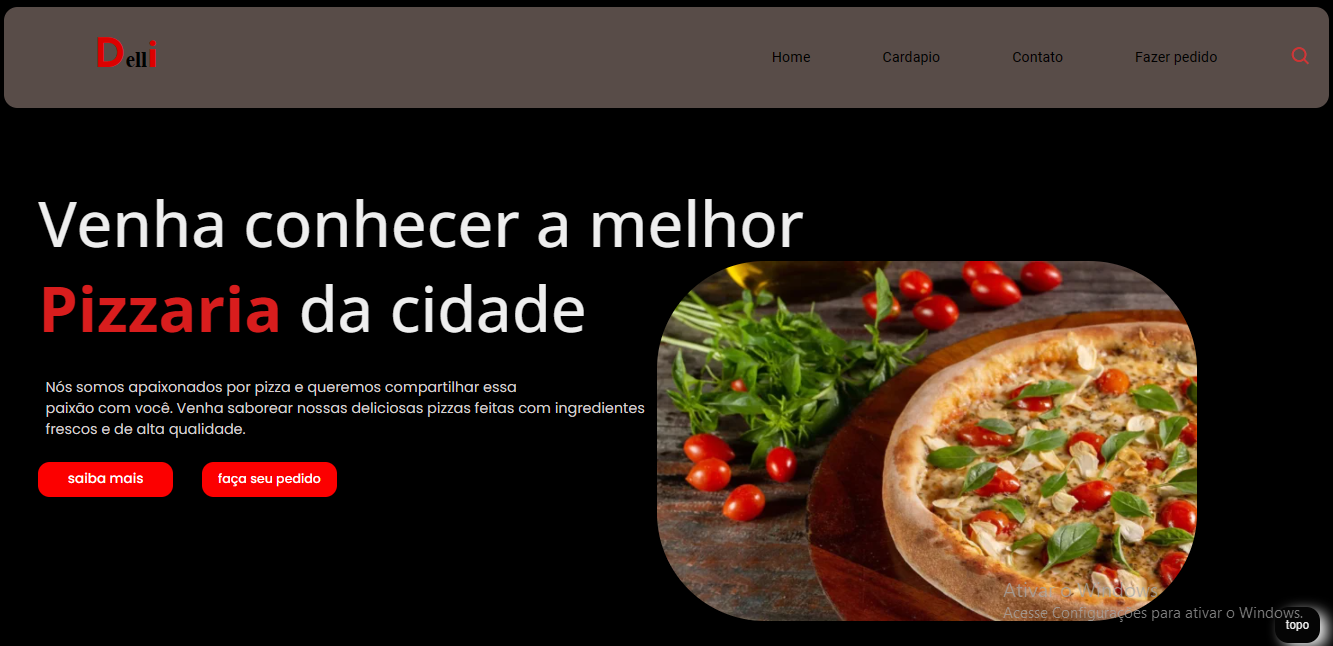 Delli
Home Cardapio Contato Fazer pedido
Venha conhecer a melhor
Pizzaria da cidade
Nós somos apaixonados por pizza e queremos compartilhar essa
paixão com você. Venha saborear nossas deliciosas pizzas feitas com ingredientes
frescos e de alta qualidade.
saiba mais faça seu pedido
Ativar o Windows
Acesse Configurações para ativar o Windows.
topo